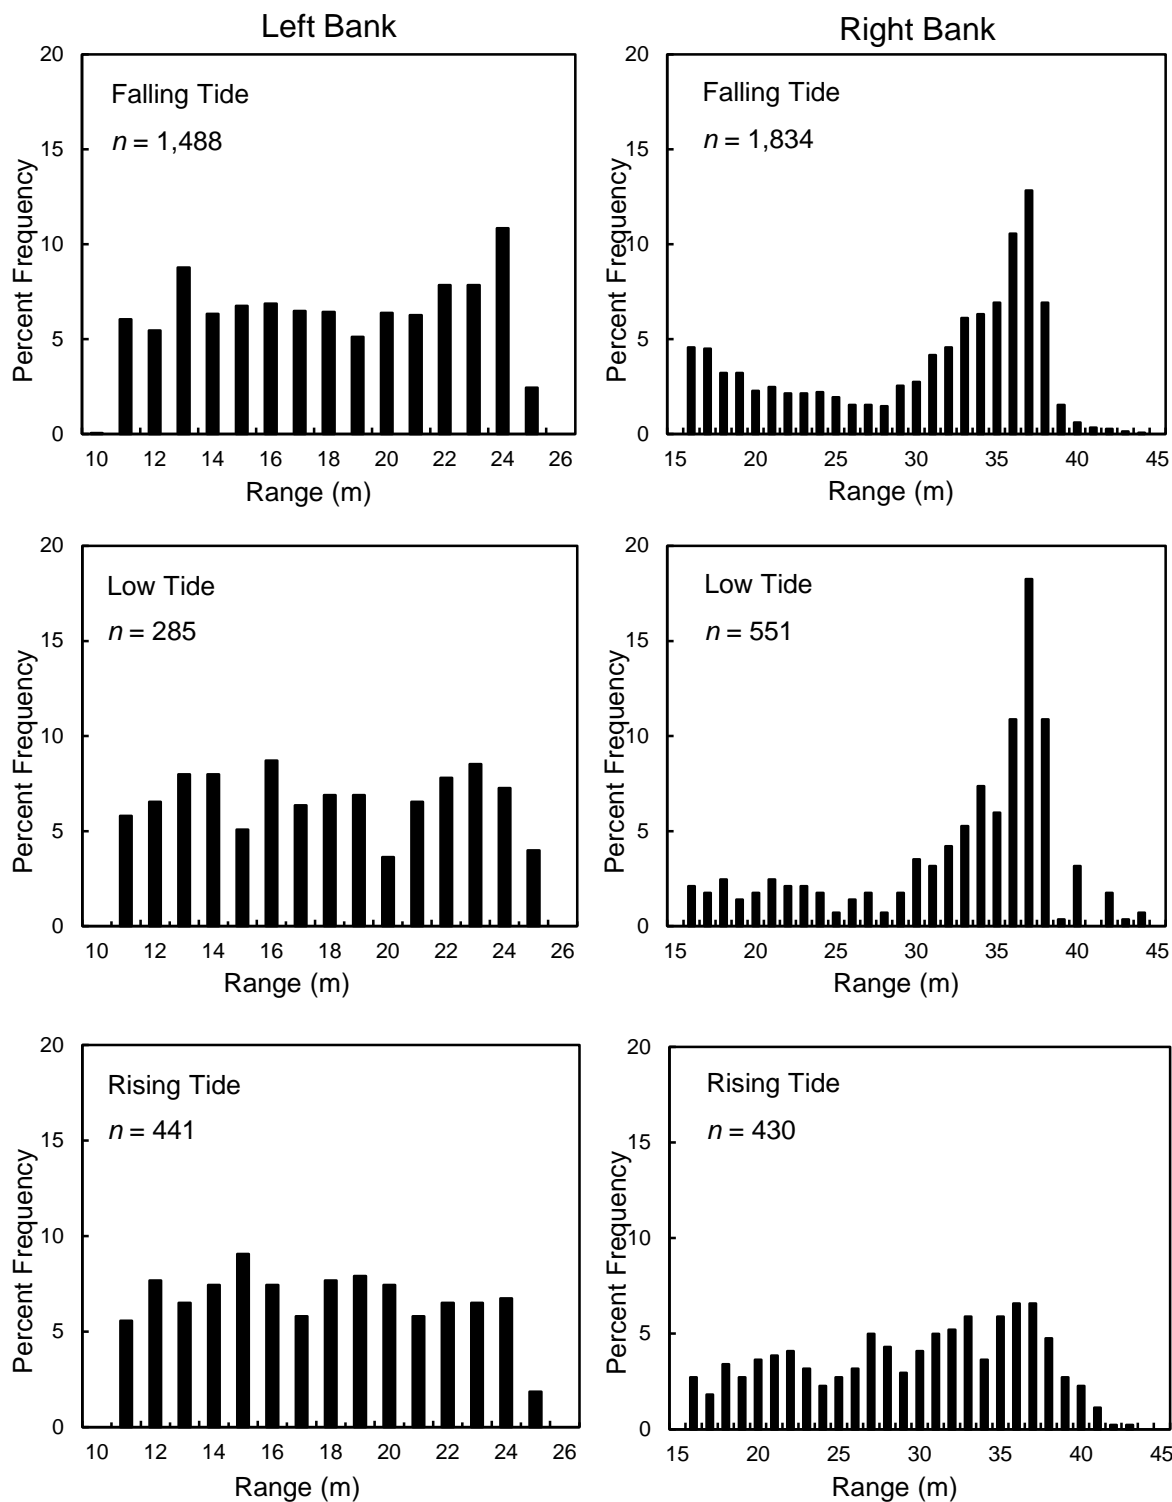 Left Bank
Falling Tide
n = 1,488
Percent Frequency
20
15
10
5
0
10 12 14 16 18 20 22 24 26
Range (m)
Right Bank
Falling Tide
n = 1,834
Percent Frequency
20
15
10
5
0
15 20 25 30 35 40 45
Range (m)
Low Tide
n = 285
Percent Frequency
20
15
10
5
0
10 12 14 16 18 20 22 24 26
Range (m)
Low Tide
n = 551
Percent Frequency
20
15
10
5
0
15 20 25 30 35 40 45
Range (m)
Rising Tide
n = 441
Percent Frequency
20
15
10
5
0
10 12 14 16 18 20 22 24 26
Range (m)
Rising Tide
n = 430
Percent Frequency
20
15
10
5
0
15 20 25 30 35 40 45
Range (m)